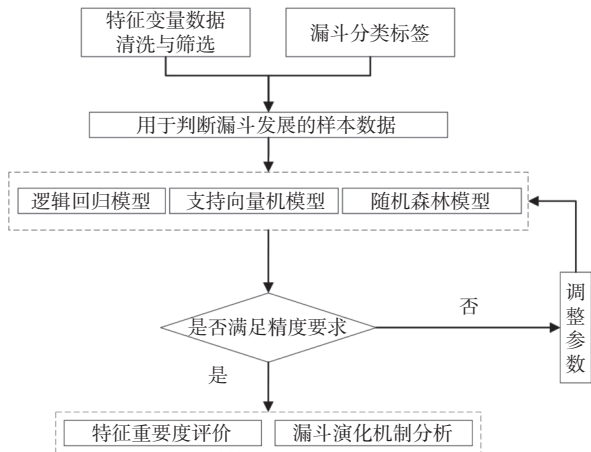 特征变量数据
清洗与筛选
漏斗分类标签
用于判断漏斗发展的样本数据
逻辑回归模型
支持向量机模型
随机森林模型
是否满足精度要求
否
调整参数
是
特征重要度评价
漏斗演化机制分析